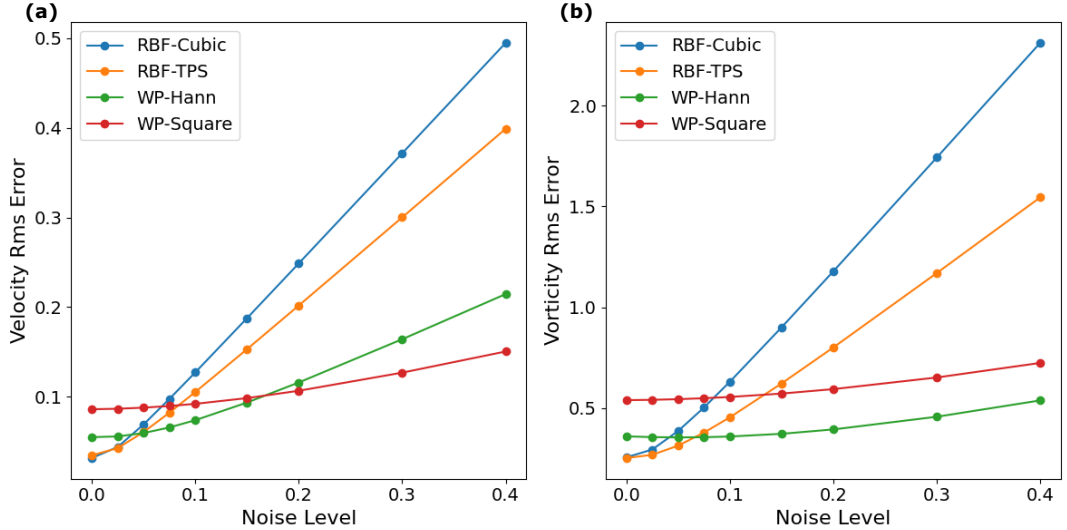 (a)
RBF-Cubic
RBF-TPS
WP-Hann
WP-Square
0.5
0.4
0.3
0.2
0.1
Velocity Rms Error
0.0 0.1 0.2 0.3 0.4
Noise Level
(b)
RBF-Cubic
RBF-TPS
WP-Hann
WP-Square
2.0
1.5
1.0
0.5
Vorticity Rms Error
0.0 0.1 0.2 0.3 0.4
Noise Level